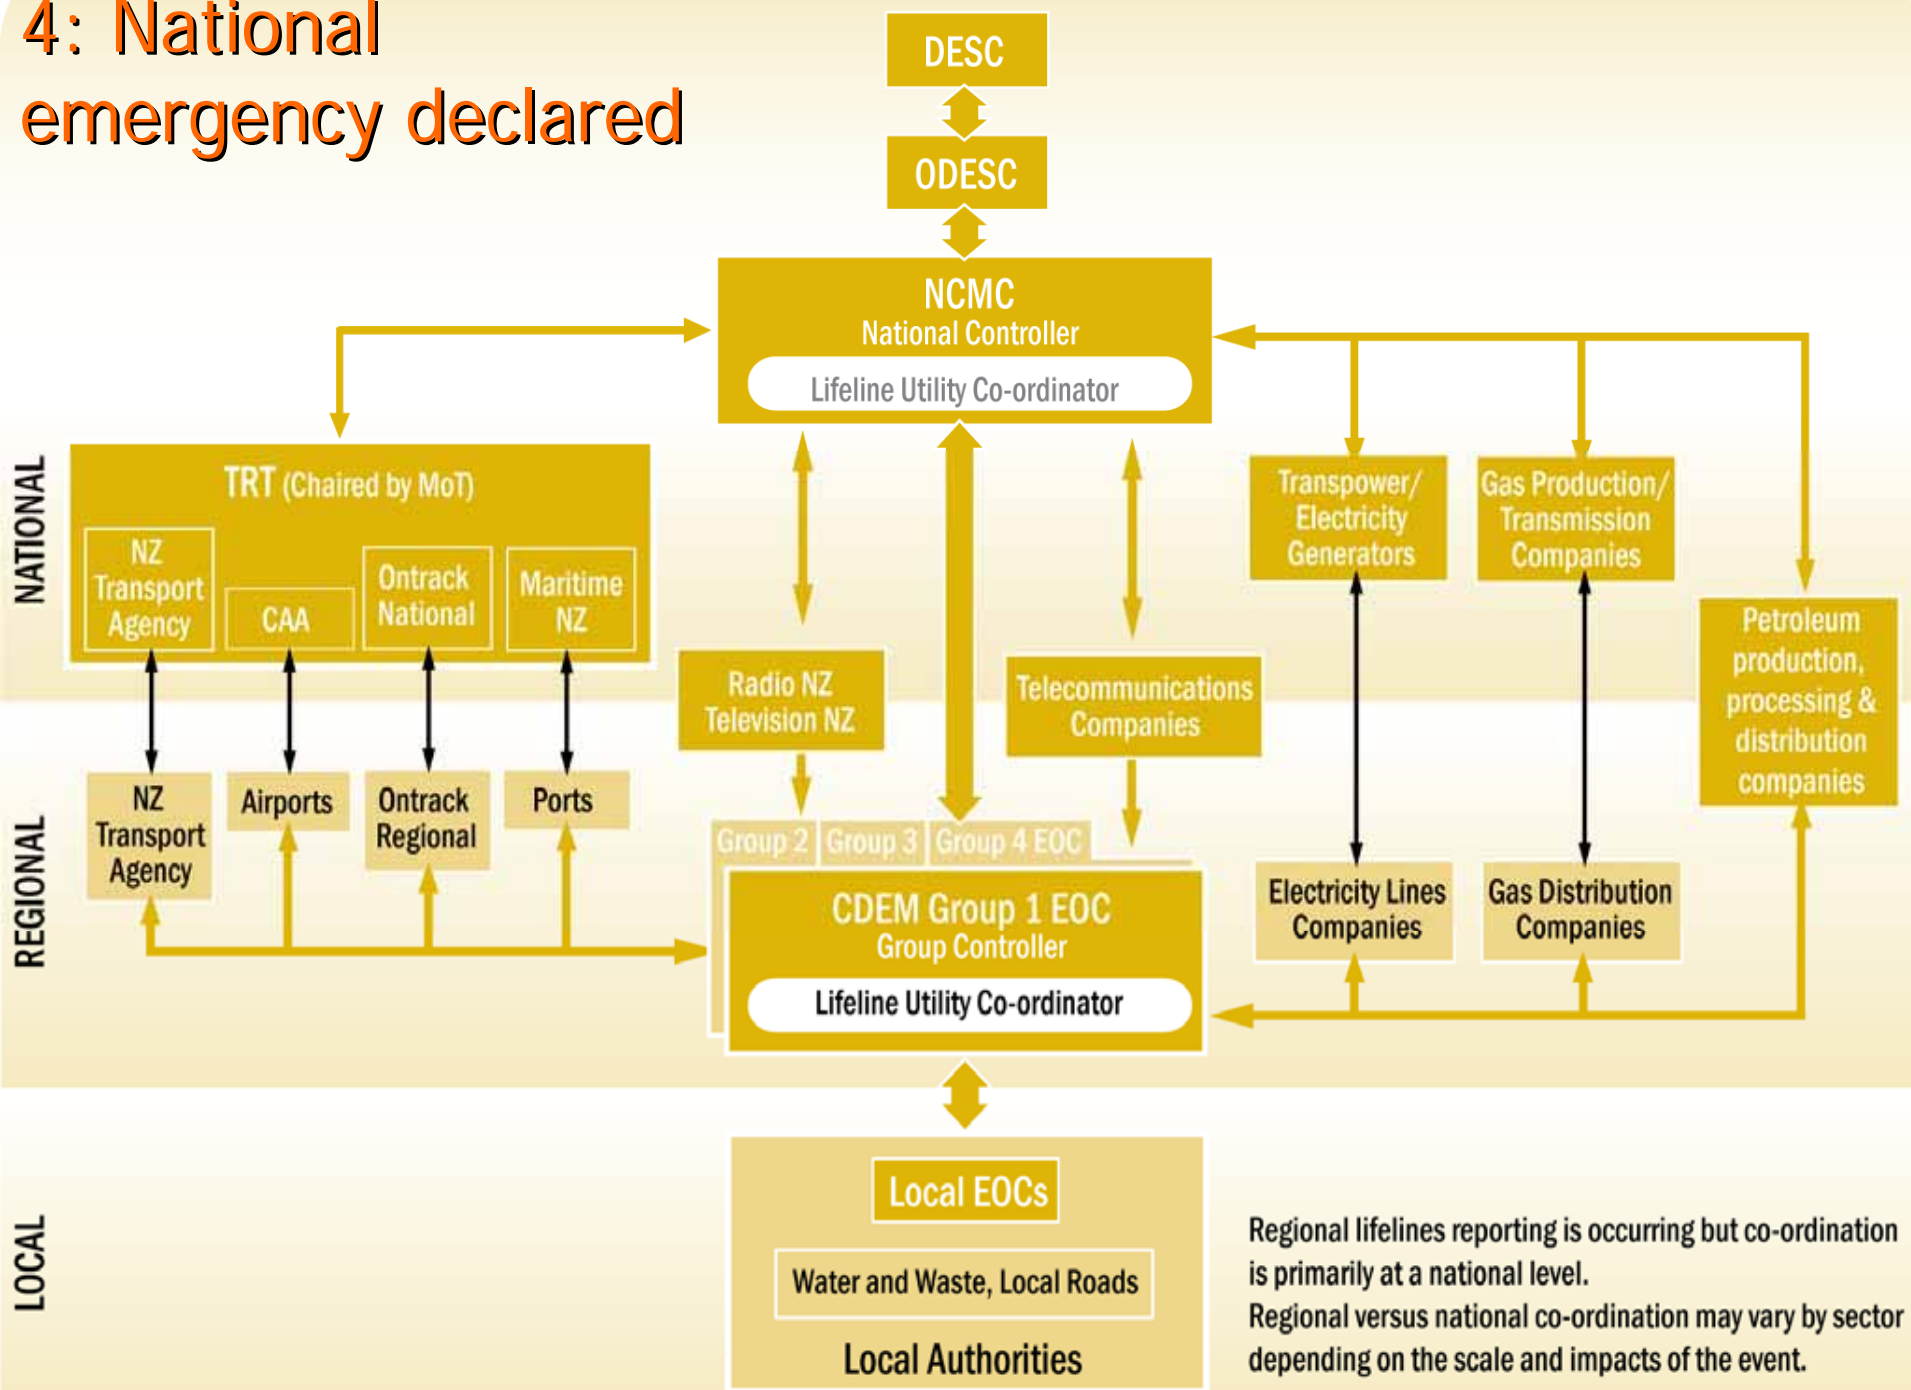 4: National
emergency declared
DESC
ODESC
NCMC
National Controller
Lifeline Utility Co-ordinator
NATIONAL
TRT (Chaired by MoT)
NZ
Transport
Agency
CAA
Ontrack
National
Maritime
NZ
Radio NZ
Television NZ
Telecommunications
Companies
Transpower/
Electricity
Generators
Gas Production/
Transmission
Companies
Petroleum
production,
processing &
distribution
companies
REGIONAL
NZ
Transport
Agency
Airports
Ontrack
Regional
Ports
Group 2
Group 3
Group 4 EOC
CDEM Group 1 EOC
Group Controller
Lifeline Utility Co-ordinator
Electricity Lines
Companies
Gas Distribution
Companies
LOCAL
Local EOCs
Water and Waste, Local Roads
Local Authorities
Regional lifelines reporting is occurring but co-ordination
is primarily at a national level.
Regional versus national co-ordination may vary by sector
depending on the scale and impacts of the event.